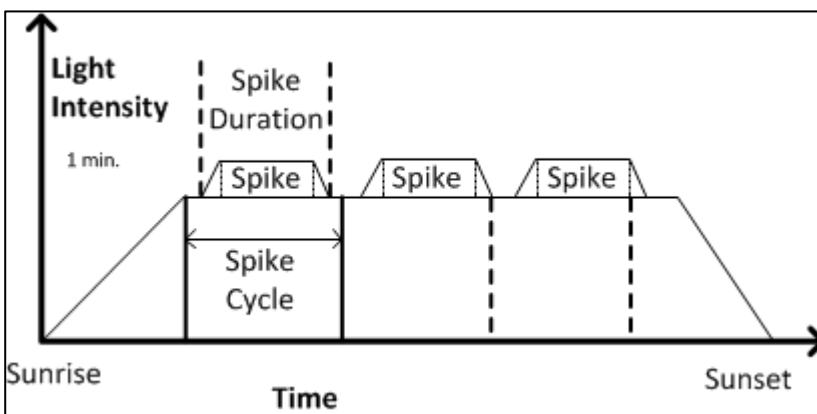 Light
Intensity
1 min.
Spike
Duration
Spike
Spike
Spike
Spike
Cycle
Sunrise
Time
Sunset